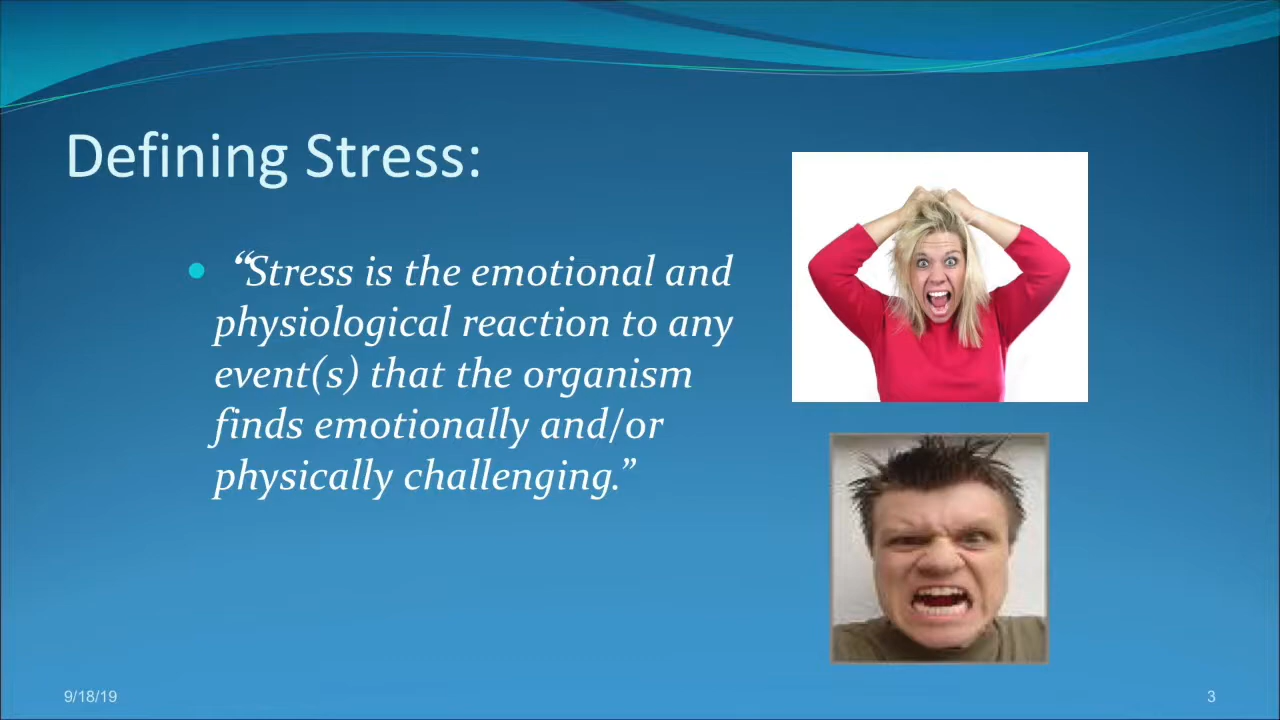 Defining Stress:
• “Stress is the emotional and
physiological reaction to any
event(s) that the organism
finds emotionally and/or
physically challenging.”
9/18/19
3